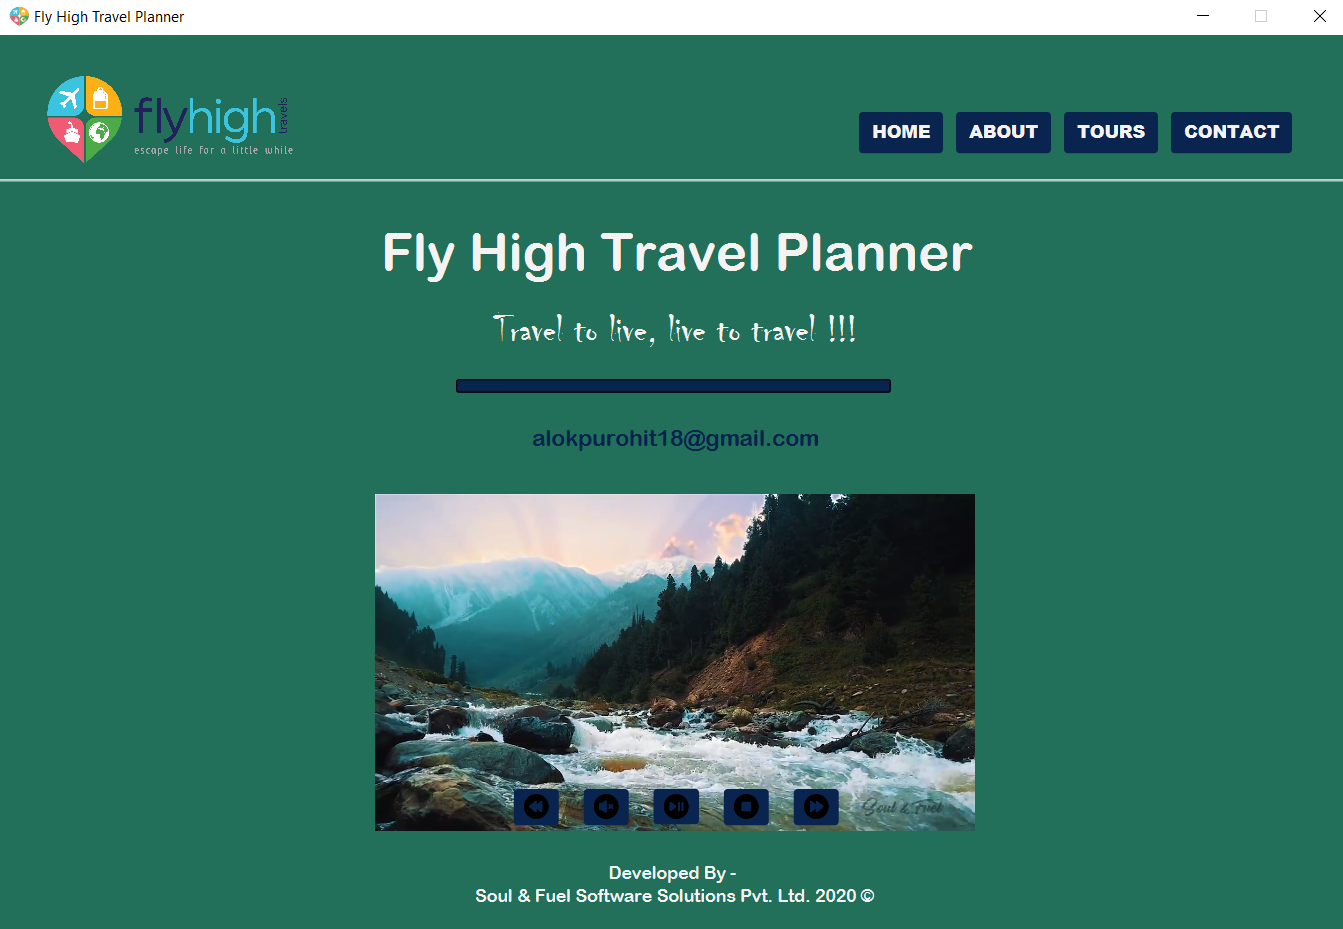 Fly High Travel Planner
flyhigh travels
escape life for a little while
HOME ABOUT TOURS CONTACT
Fly High Travel Planner
Travel to live, live to travel !!!
alokpurohit18@gmail.com
Soul & Fuel
Developed By -
Soul & Fuel Software Solutions Pvt. Ltd. 2020 ©